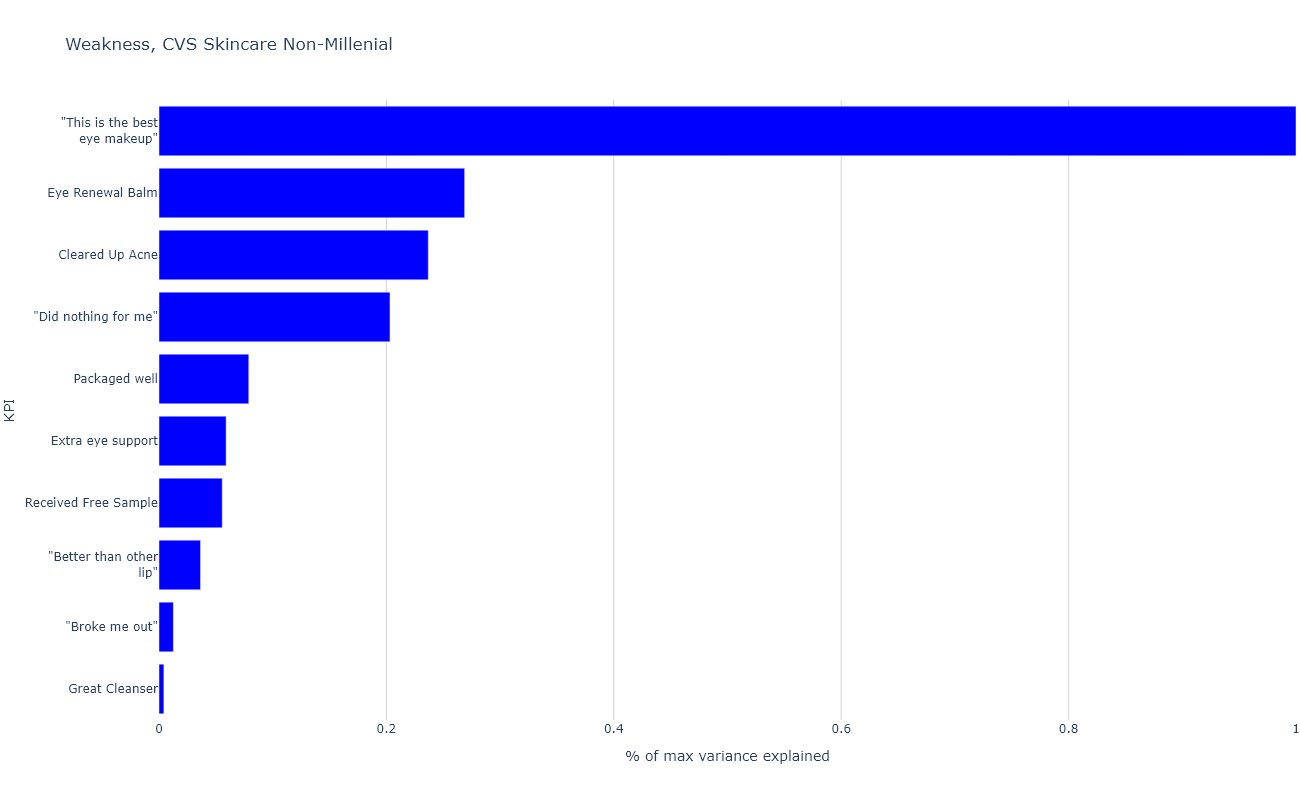 Weakness, CVS Skincare Non-Millenial
"This is the best
eye makeup"
Eye Renewal Balm
Cleared Up Acne
"Did nothing for me"
Packaged well
Extra eye support
Received Free Sample
"Better than other
lip"
"Broke me out"
Great Cleanser
KPI
0 0.2 0.4 0.6 0.8 1
% of max variance explained